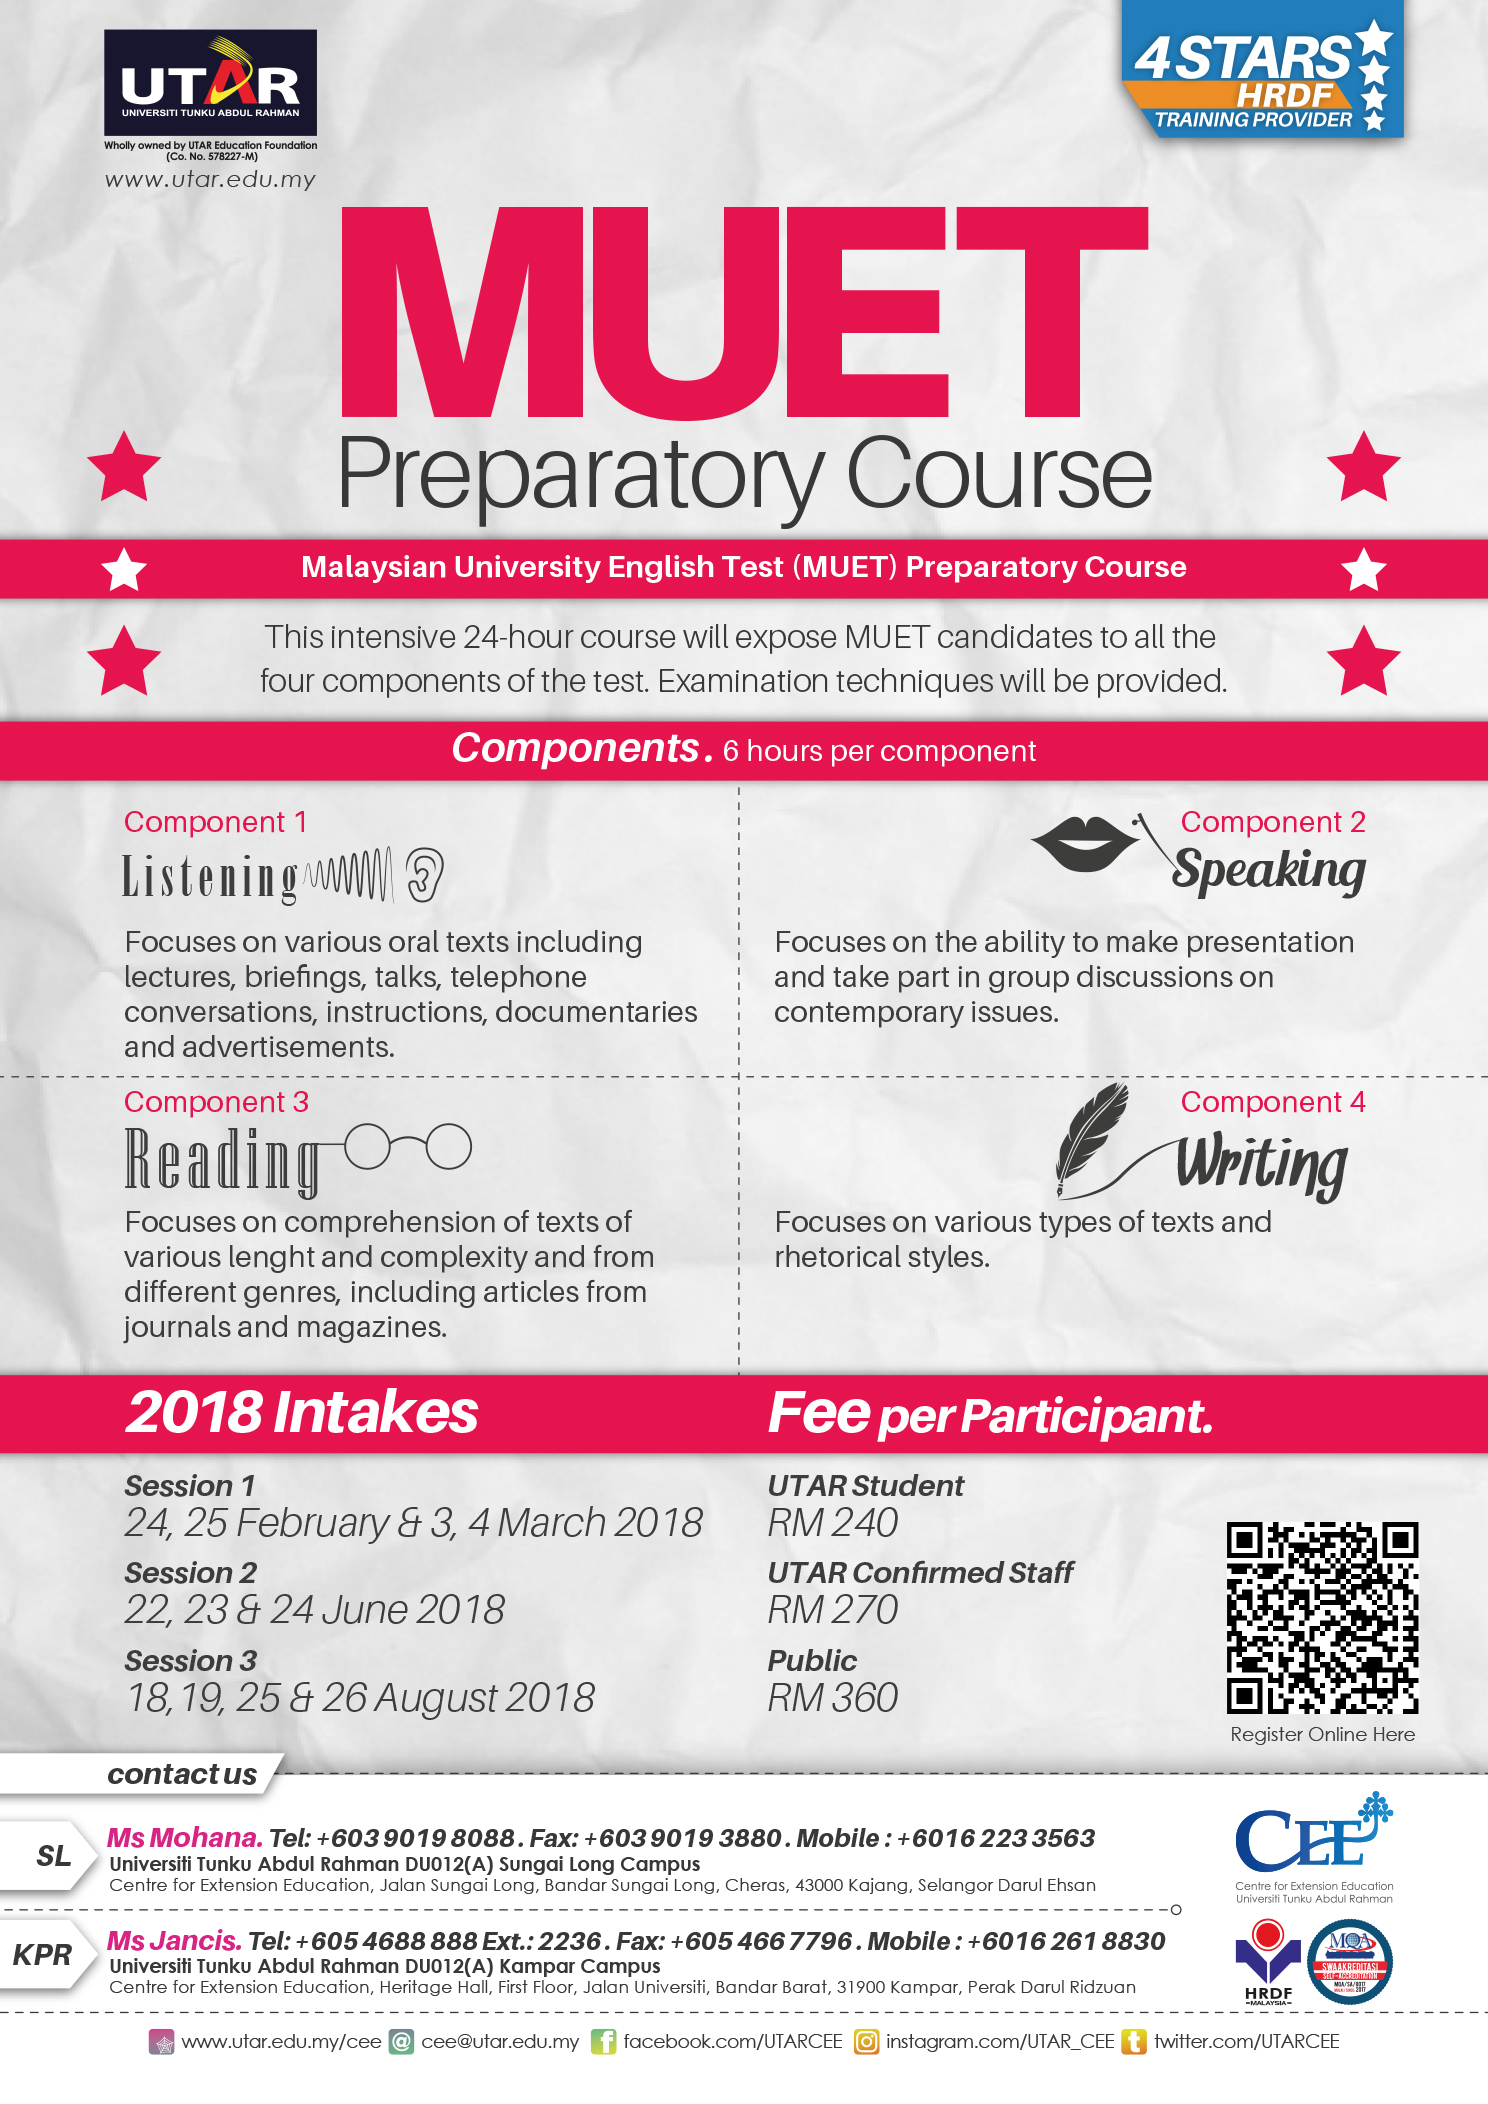 UTAR
UNIVERSITI TUNKU ABDUL RAHMAN
Wholly owned by UTAR Education Foundation
(Co. No. 578227-M)
www.utar.edu.my
4 STARS
HRDF
TRAINING PROVIDER
MUET
Preparatory Course
Malaysian University English Test (MUET) Preparatory Course
This intensive 24-hour course will expose MUET candidates to all the
four components of the test. Examination techniques will be provided.
Components. 6 hours per component
Component 1
Listening
Focuses on various oral texts including
lectures, briefings, talks, telephone
conversations, instructions, documentaries
and advertisements.
Component 2
Speaking
Focuses on the ability to make presentation
and take part in group discussions on
contemporary issues.
Component 3
Reading
Focuses on comprehension of texts of
various lenght and complexity and from
different genres, including articles from
journals and magazines.
Component 4
Writing
Focuses on various types of texts and
rhetorical styles.
2018 Intakes
Session 1
24, 25 February & 3, 4 March 2018
Session 2
22, 23 & 24 June 2018
Session 3
18, 19, 25 & 26 August 2018
Fee per Participant.
UTAR Student
RM 240
UTAR Confirmed Staff
RM 270
Public
RM 360
Register Online Here
contact us
SL
Ms Mohana. Tel: +603 9019 8088. Fax: +603 9019 3880. Mobile : +6016 223 3563
Universiti Tunku Abdul Rahman DU012(A) Sungai Long Campus
Centre for Extension Education, Jalan Sungai Long, Bandar Sungai Long, Cheras, 43000 Kajang, Selangor Darul Ehsan
KPR
Ms Jancis. Tel: +605 4688 888 Ext.: 2236. Fax: +605 466 7796. Mobile : +6016 261 8830
Universiti Tunku Abdul Rahman DU012(A) Kampar Campus
Centre for Extension Education, Heritage Hall, First Floor, Jalan Universiti, Bandar Barat, 31900 Kampar, Perak Darul Ridzuan
CEE
Centre for Extension Education
Universiti Tunku Abdul Rahman
HRDF
MALAYSIA
MQA
SWAAKREDITASI
SELF-ACCREDITATION
www.utar.edu.my/cee cee@utar.edu.my facebook.com/UTARCEE instagram.com/UTAR_CEE twitter.com/UTARCEE